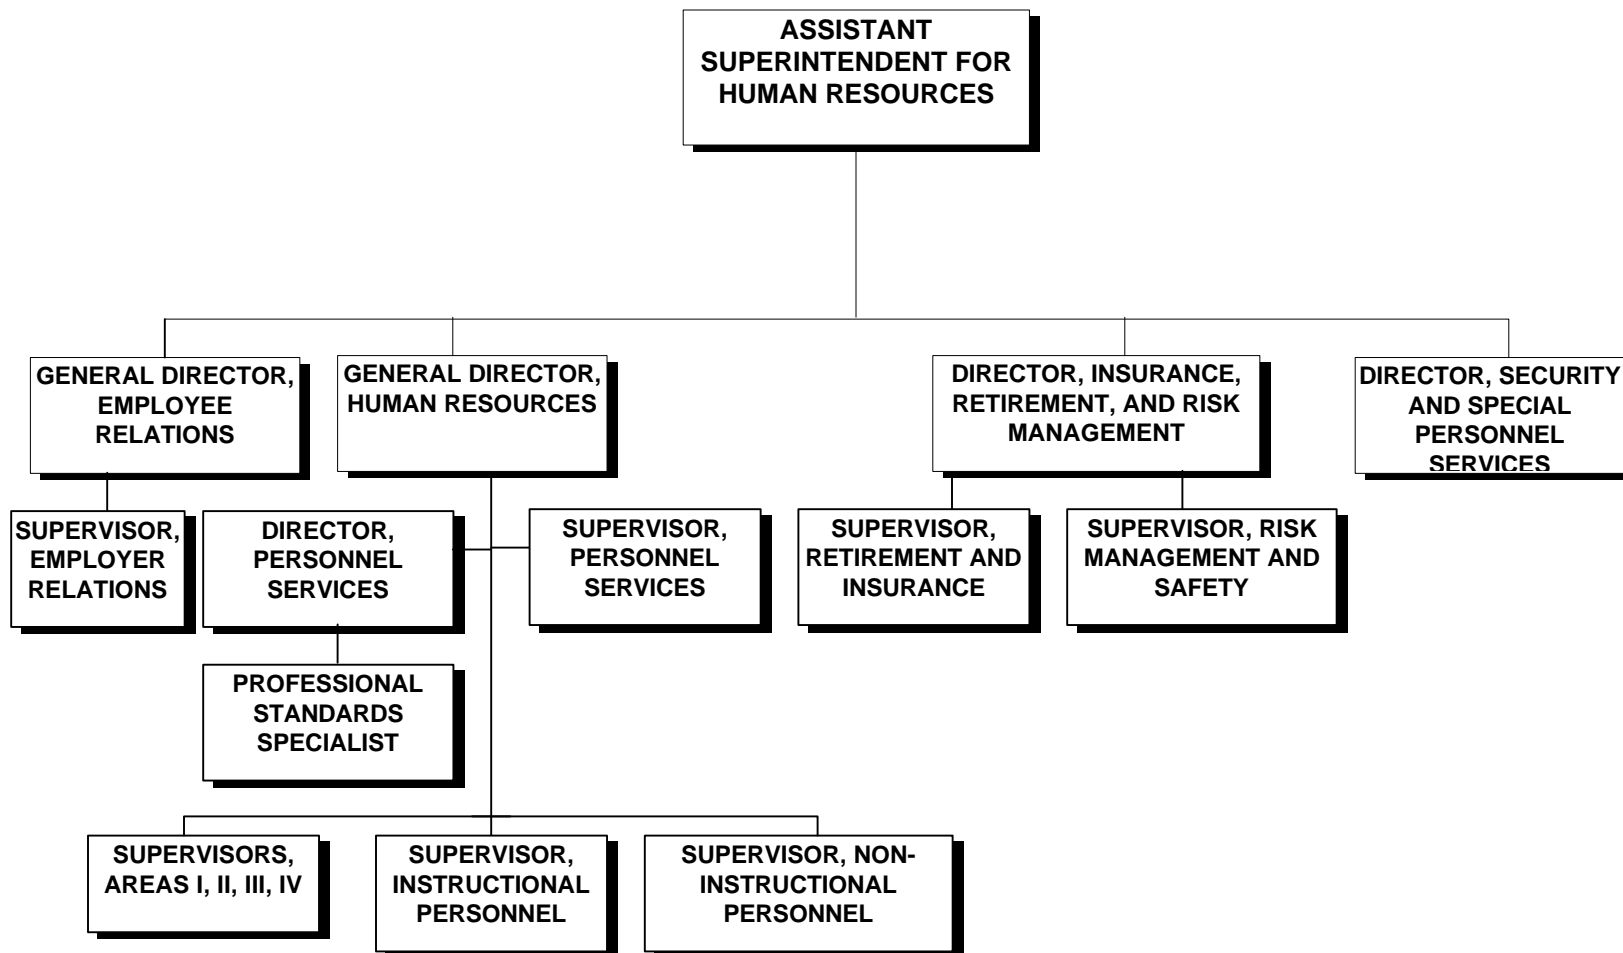 ASSISTANT
SUPERINTENDENT FOR
HUMAN RESOURCES
GENERAL DIRECTOR,
EMPLOYEE
RELATIONS
GENERAL DIRECTOR,
HUMAN RESOURCES
DIRECTOR, INSURANCE,
RETIREMENT, AND RISK
MANAGEMENT
DIRECTOR, SECURITY
AND SPECIAL
PERSONNEL
SERVICES
SUPERVISOR,
EMPLOYER
RELATIONS
DIRECTOR,
PERSONNEL
SERVICES
SUPERVISOR,
PERSONNEL
SERVICES
SUPERVISOR,
RETIREMENT AND
INSURANCE
SUPERVISOR, RISK
MANAGEMENT AND
SAFETY
PROFESSIONAL
STANDARDS
SPECIALIST
SUPERVISORS,
AREAS I, II, III, IV
SUPERVISOR,
INSTRUCTIONAL
PERSONNEL
SUPERVISOR, NON-
INSTRUCTIONAL
PERSONNEL